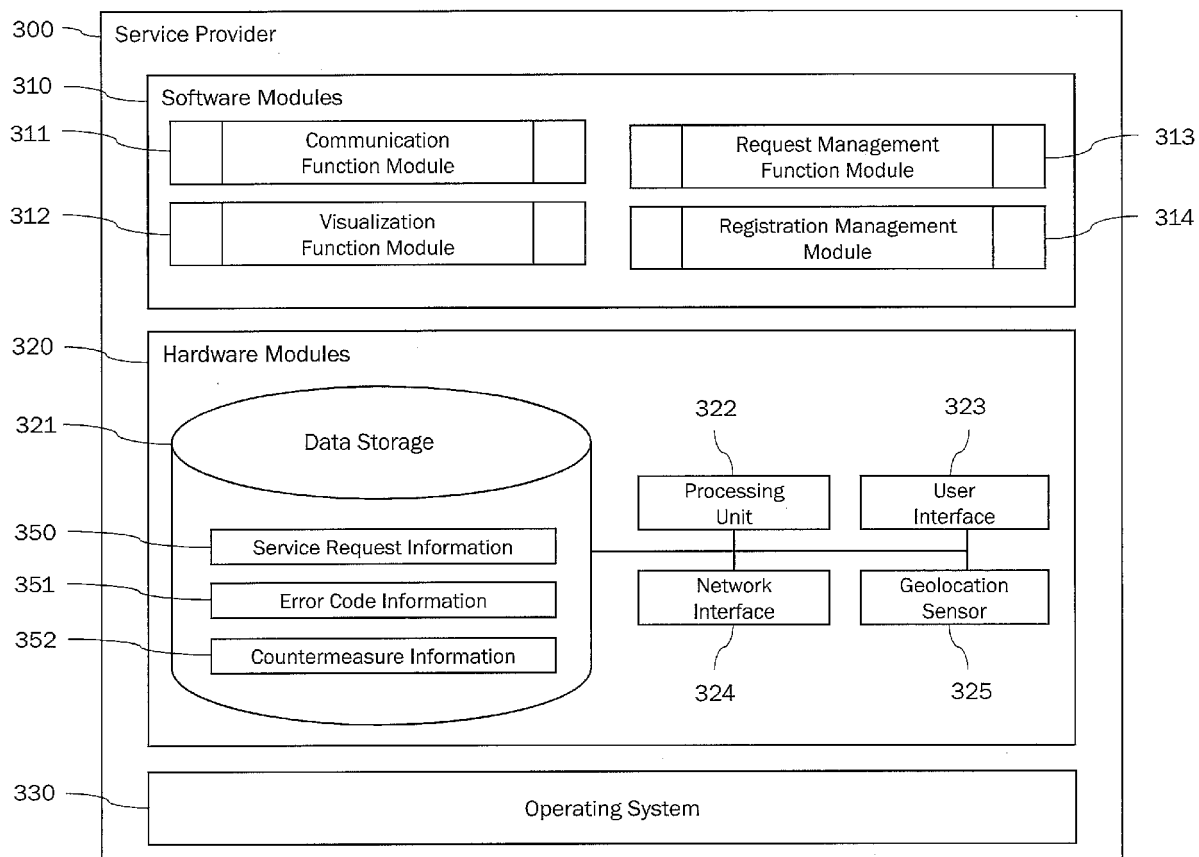 300
Service Provider
310
Software Modules
311
Communication
Function Module
Request Management
Function Module
313
312
Visualization
Function Module
Registration Management
Module
314
320
Hardware Modules
321
Data Storage
322
323
Processing
Unit
User
Interface
350
Service Request Information
351
Error Code Information
Network
Interface
Geolocation
Sensor
352
Countermeasure Information
324
325
330
Operating System